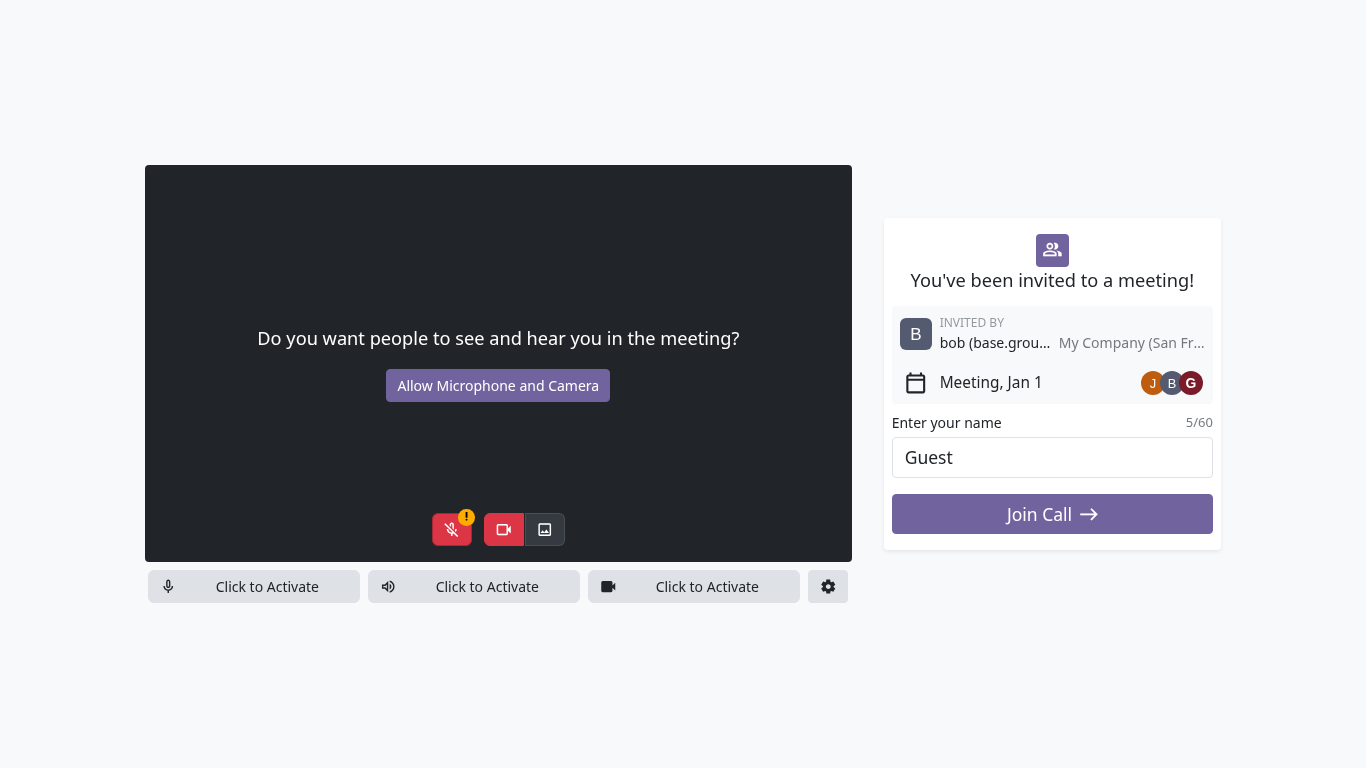 Do you want people to see and hear you in the meeting?
Allow Microphone and Camera
!
Click to Activate
Click to Activate
Click to Activate
You've been invited to a meeting!
B
INVITED BY
bob (base.grou... My Company (San Fr...
Meeting, Jan 1
J B G
Enter your name 5/60
Guest
Join Call